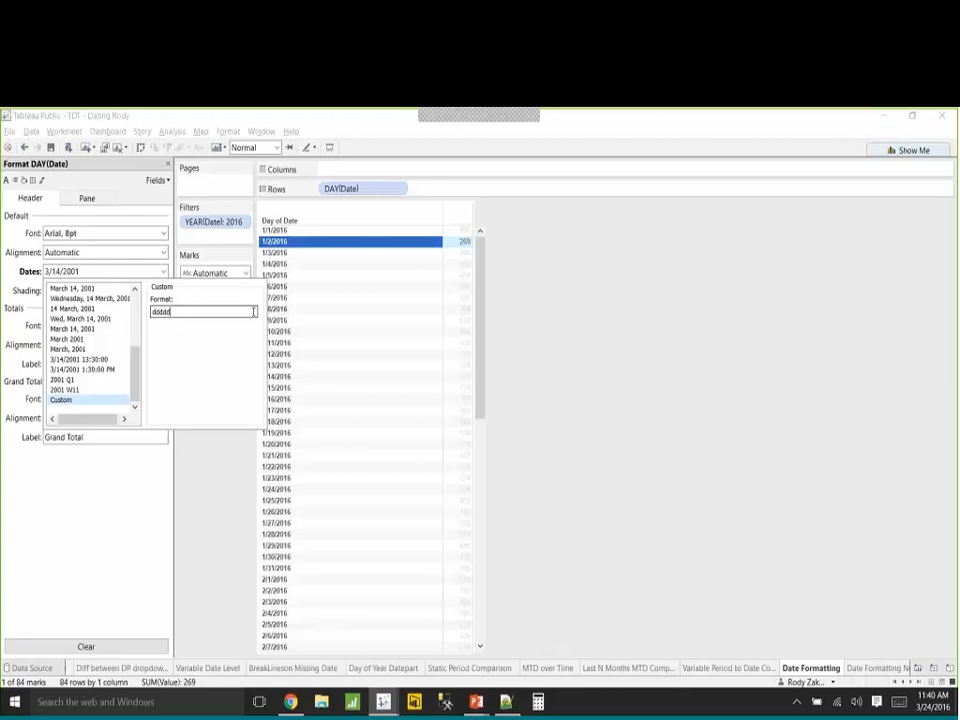 Tableau Public - TDT - Dating Rody
File Data Worksheet Dashboard Story Analysis Map Format Window Help
Normal
Show Me
Format DAY(Date)
Fields
Header Pane
Default
Font: Arial, 8pt
Alignment: Automatic
Dates: 3/14/2001
Shading:
Totals
Font:
Alignment:
Label:
Grand Total
Font:
Alignment:
Label: Grand Total
Clear
March 14, 2001
Wednesday, 14 March, 2001
14 March, 2001
Wed, March 14, 2001
March 14, 2001
March 2001
March, 2001
3/14/2001 13:30:00
3/14/2001 1:30:00 PM
2001 Q1
2001 W11
Custom
Custom
Format:
ddddd
Pages
Filters
YEAR(Date): 2016
Marks
Abc Automatic
Columns
Rows DAY(Date)
Day of Date
1/1/2016
1/2/2016 269
1/3/2016
1/4/2016
1/5/2016
/6/2016
/7/2016
/8/2016
/9/2016
/10/2016
/11/2016
/12/2016
/13/2016
/14/2016
/15/2016
/16/2016
/17/2016
/18/2016
1/19/2016
1/20/2016
1/21/2016
1/22/2016
1/23/2016
1/24/2016
1/25/2016
1/26/2016
1/27/2016
1/28/2016
1/29/2016
1/30/2016
1/31/2016
2/1/2016
2/2/2016
2/3/2016
2/4/2016
2/5/2016
2/6/2016
2/7/2016
Data Source Diff between DP dropdow... Variable Date Level BreakLineson Missing Date Day of Year Datepart Static Period Comparison MTD over Time Last N Months MTD Comp... Variable Period to Date Co... Date Formatting Date Formatting
1 of 84 marks 84 rows by 1 column SUM(Value): 269 Rody Zak...
Search the web and Windows
11:40 AM
3/24/2016